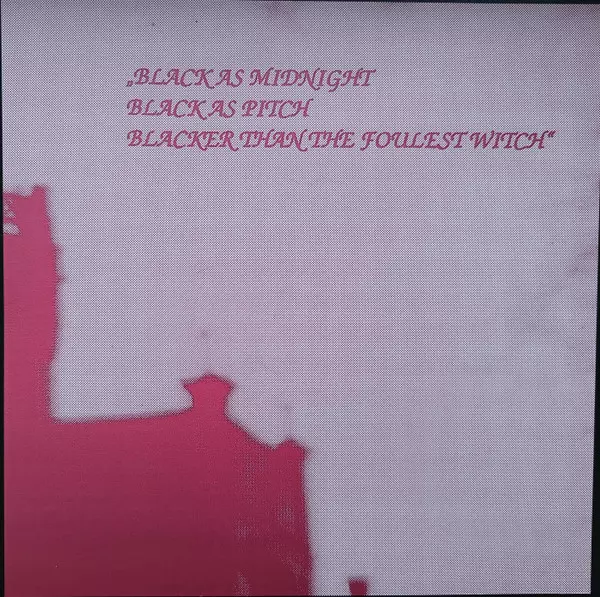 „BLACK AS MIDNIGHT
BLACK AS PITCH
BLACKER THAN THE FOULEST WITCH“